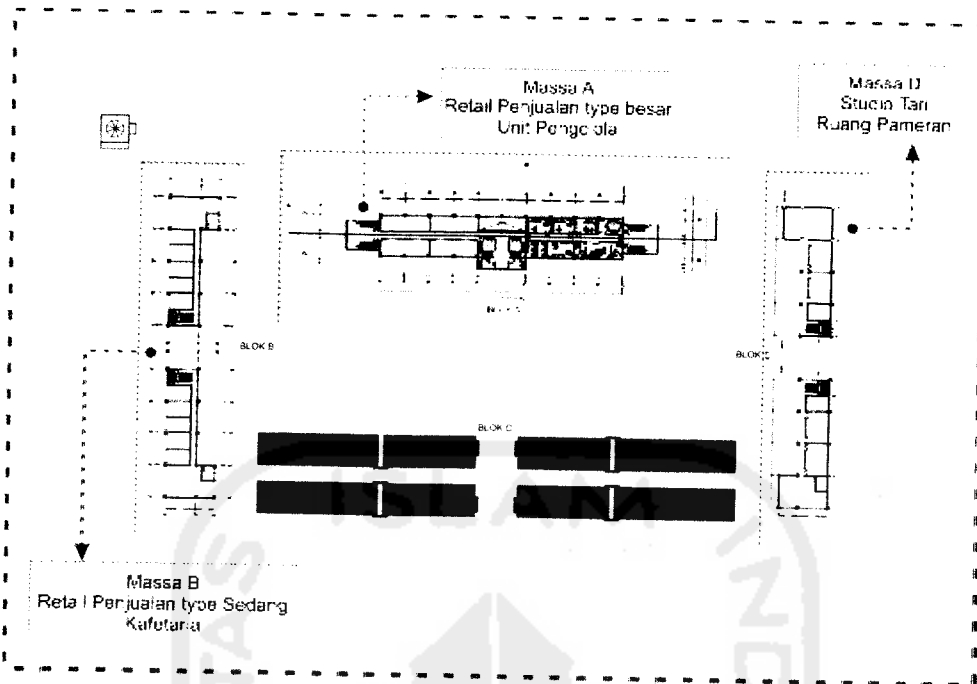 Massa A
Retail Penjualan type besar
Unit Pengelola
Massa D
Studio Tari
Ruang Pameran
BLOK B
BLOK C
Massa B
Retail Penjualan type Sedang
Kafetaria
ISLAM